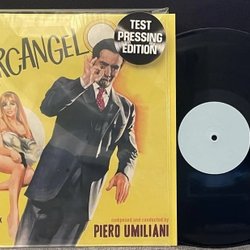 RCANGEL
TEST
PRESSING
EDITION
composed and conducted by
PIERO UMILIANI